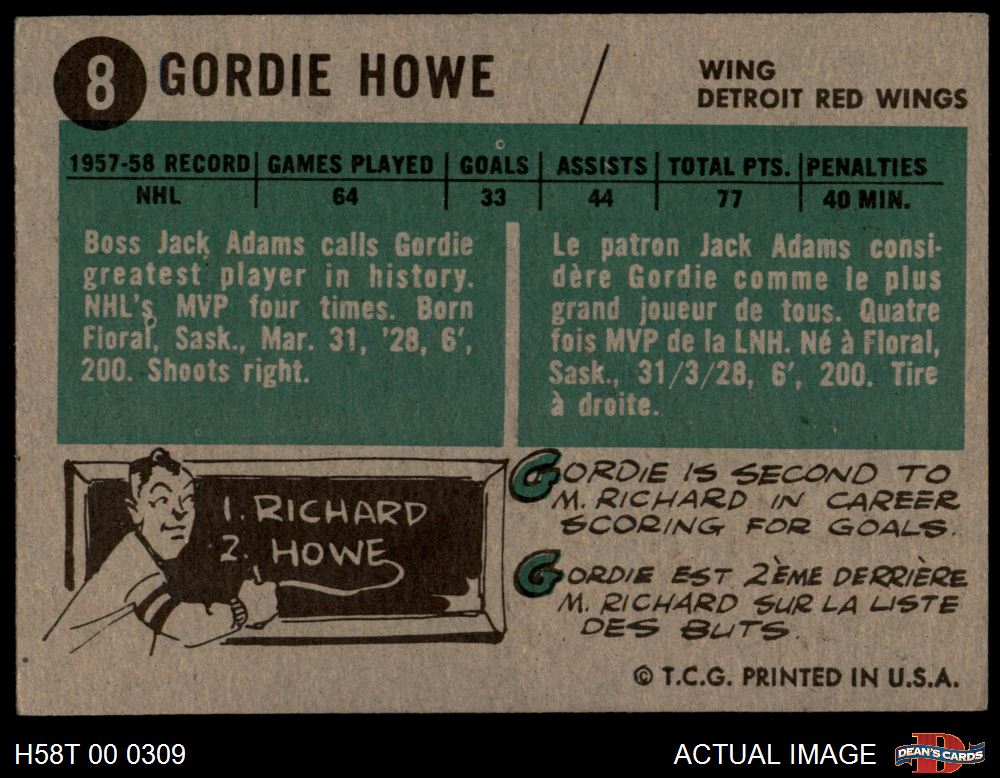 8 GORDIE HOWE / WING
DETROIT RED WINGS
1957-58 RECORD GAMES PLAYED GOALS ASSISTS TOTAL PTS. PENALTIES
NHL 64 33 44 77 40 MIN.
Boss Jack Adams calls Gordie
greatest player in history.
NHL's MVP four times. Born
Floral, Sask., Mar. 31, '28, 6',
200. Shoots right.
Le patron Jack Adams consi-
dère Gordie comme le plus
grand joueur de tous. Quatre
fois MVP de la LNH. Né à Floral,
Sask., 31/3/28, 6', 200. Tire
à droite.
1. RICHARD
2. HOWE
GORDIE IS SECOND TO
M. RICHARD IN CAREER
SCORING FOR GOALS.
GORDIE EST 2ÈME DERRIÈRE
M. RICHARD SUR LA LISTE
DES BUTS.
© T.C.G. PRINTED IN U.S.A.
H58T 00 0309 ACTUAL IMAGE DEAN'S CARDS